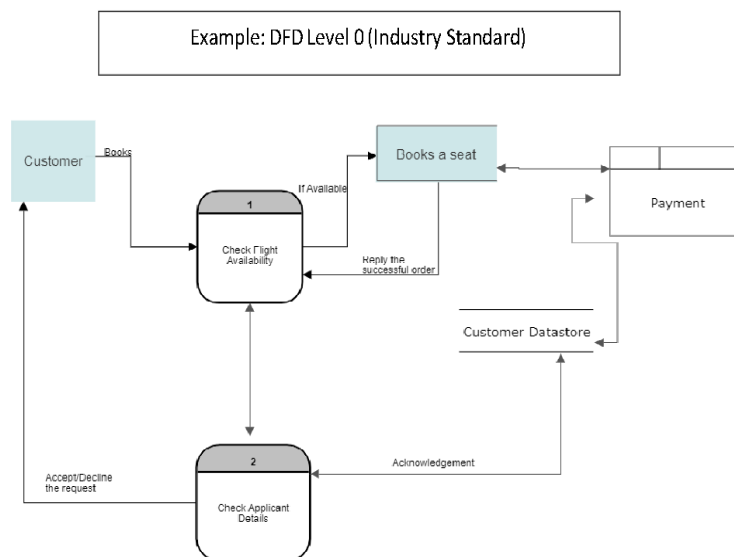 Example: DFD Level 0 (Industry Standard)
Customer
Books
Books a seat
If Available
1
Check Flight
Availability
Payment
Reply the
successful order
Customer Datastore
Acknowledgement
2
Accept/Decline
the request
Check Applicant
Details